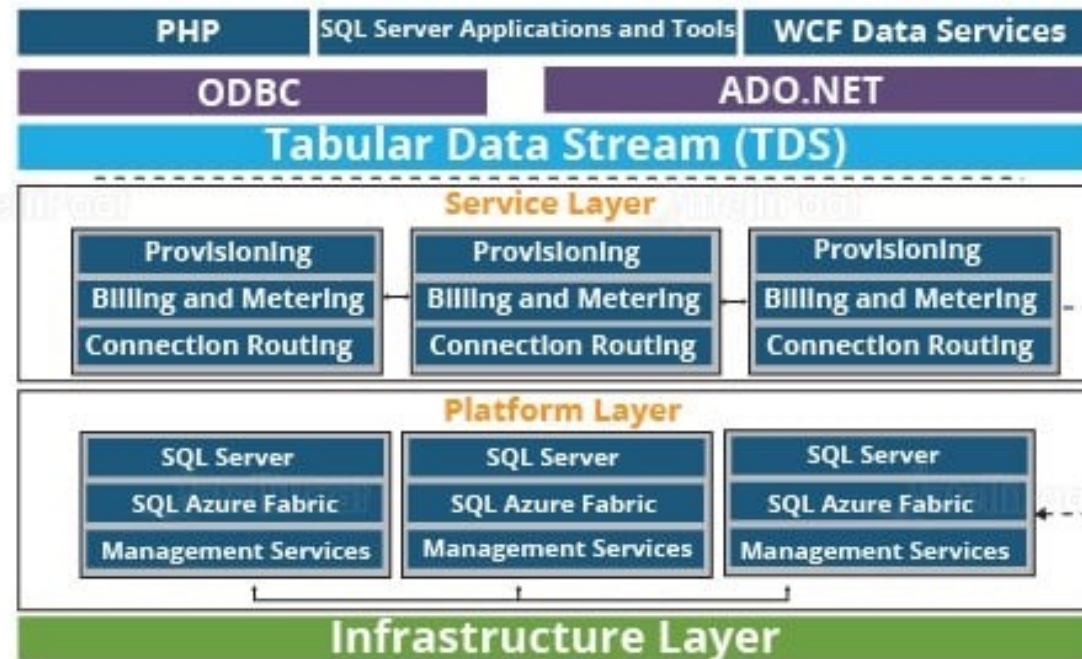 PHP
SQL Server Applications and Tools
WCF Data Services
ODBC
ADO.NET
Tabular Data Stream (TDS)
Service Layer
Provisioning
Billing and Metering
Connection Routing
Provisioning
Billing and Metering
Connection Routing
Provisioning
Billing and Metering
Connection Routing
Platform Layer
SQL Server
SQL Azure Fabric
Management Services
SQL Server
SQL Azure Fabric
Management Services
SQL Server
SQL Azure Fabric
Management Services
Infrastructure Layer